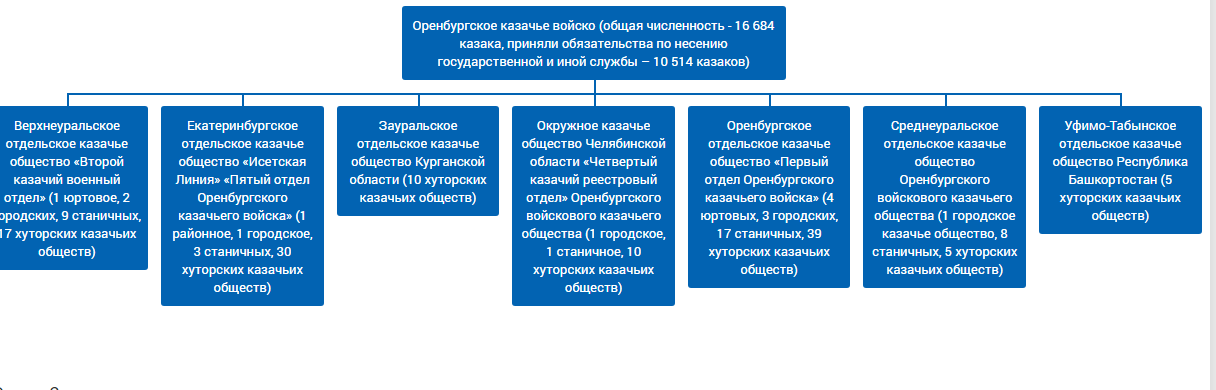 Оренбургское казачье войско (общая численность - 16 684
казака, приняли обязательства по несению
государственной и иной службы – 10 514 казаков)
Верхнеуральское
отдельское казачье
общество «Второй
казачий военный
отдел» (1 юртовое, 2
ородских, 9 станичных,
17 хуторских казачьих
обществ)
Екатеринбургское
отдельское казачье
общество «Исетская
Линия» «Пятый отдел
Оренбургского
казачьего войска» (1
районное, 1 городское,
3 станичных, 30
хуторских казачьих
обществ)
Зауральское
отдельское казачье
общество Курганской
области (10 хуторских
казачьих обществ)
Окружное казачье
общество Челябинской
области «Четвертый
казачий реестровый
отдел» Оренбургского
войскового казачьего
общества (1 городское,
1 станичное, 10
хуторских казачьих
обществ)
Оренбургское
отдельское казачье
общество «Первый
отдел Оренбургского
казачьего войска» (4
юртовых, 3 городских,
17 станичных, 39
хуторских казачьих
обществ)
Среднеуральское
отдельское казачье
общество
Оренбургского
войскового казачьего
общества (1 городское
казачье общество, 8
станичных, 5 хуторских
казачьих обществ)
Уфимо-Табынское
отдельское казачье
общество Республика
Башкортостан (5
хуторских казачьих
обществ)